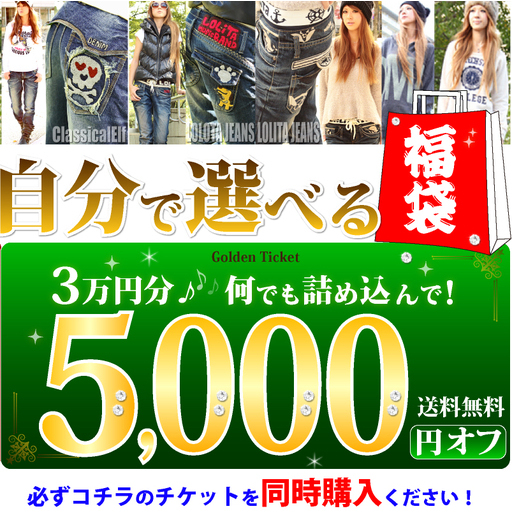 DENIM
ClassicalElf
LOLITA
LOLITA JEANS
LOLITA JEANS
自分で選べる
福袋
Golden Ticket
3万円分♪♪♪何でも詰め込んで!
5,000
送料無料
円オフ
必ずコチラのチケットを同時購入ください!